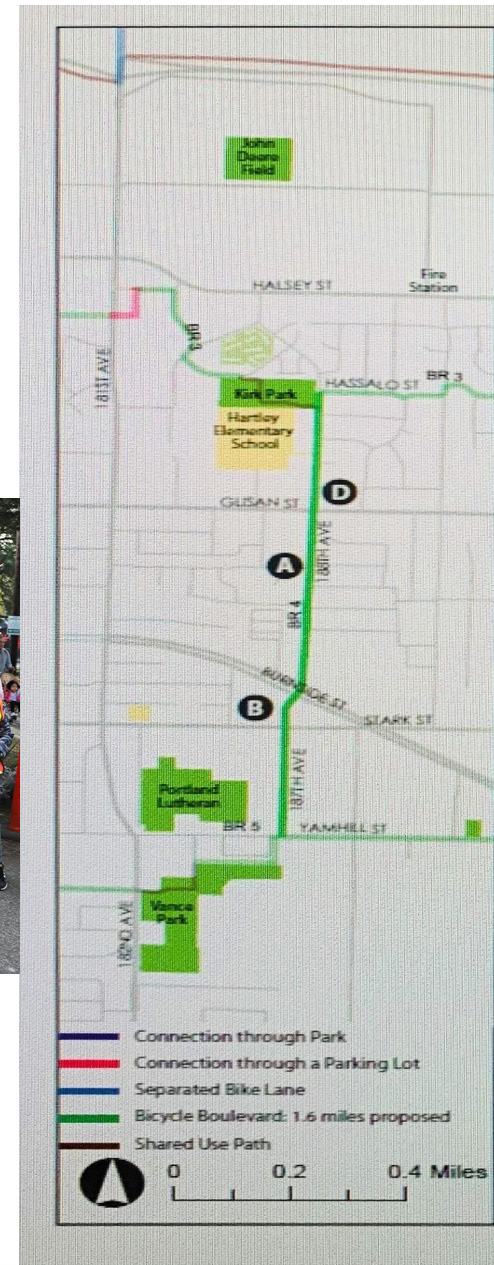 John
Deere
Field
HALSEY ST
Fire
Station
BR 3
181ST AVE
Kirk Park
HASSALO ST
BR 3
Hartley
Elementary
School
GLISAN ST
D
188TH AVE
A
BR 4
BURNSIDE ST
B
STARK ST
187TH AVE
Portland
Lutheran
BR 5
YAMHILL ST
Vance
Park
182ND AVE
Connection through Park
Connection through a Parking Lot
Separated Bike Lane
Bicycle Boulevard: 1.6 miles proposed
Shared Use Path
0 0.2 0.4 Miles